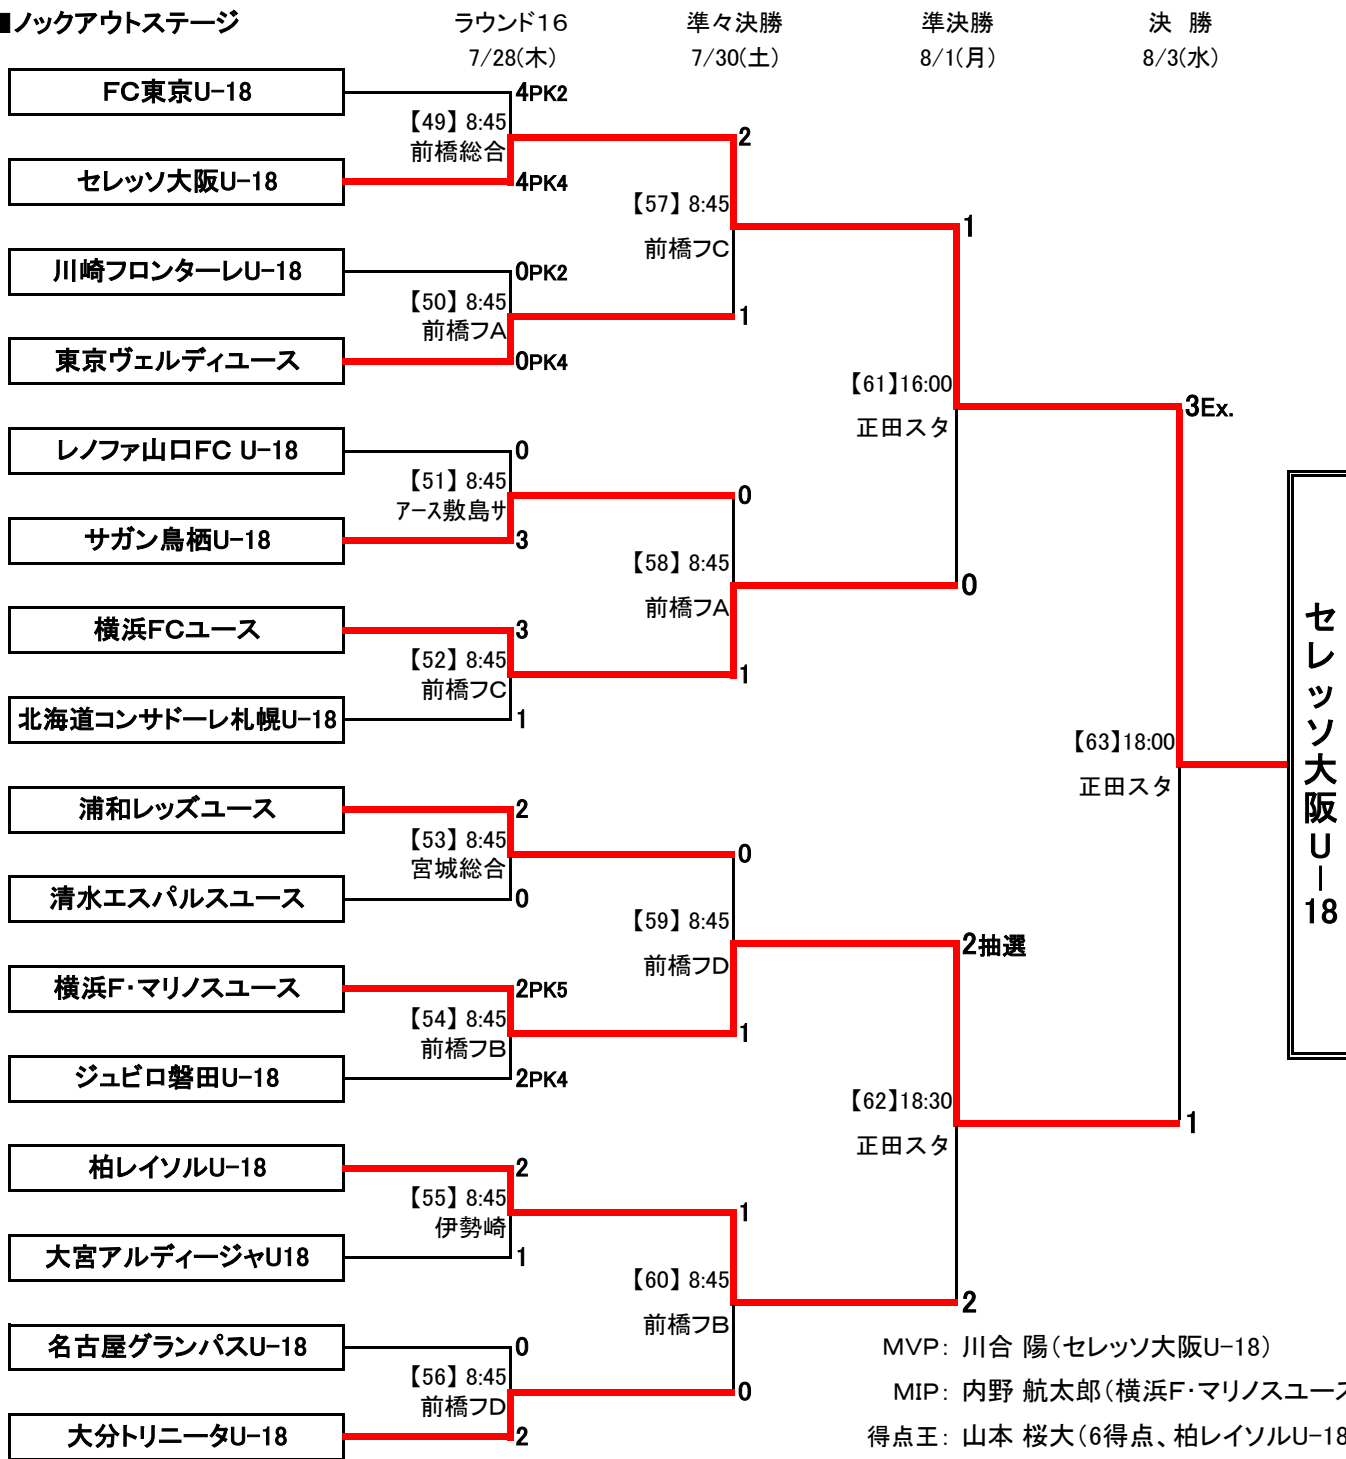 ■ノックアウトステージ
ラウンド16 準々決勝 準決勝 決 勝
7/28(木) 7/30(土) 8/1(月) 8/3(水)
FC東京U-18
4PK2
【49】 8:45
前橋総合
2
セレッソ大阪U-18
4PK4
【57】 8:45
前橋フC
1
川崎フロンターレU-18
0PK2
【50】 8:45
前橋フA
1
東京ヴェルディユース
0PK4
【61】16:00
正田スタ
3Ex.
レノファ山口FC U-18
0
【51】 8:45
アース敷島サ
0
サガン鳥栖U-18
3
【58】 8:45
前橋フA
0
横浜FCユース
3
【52】 8:45
前橋フC
1
北海道コンサドーレ札幌U-18
1
【63】18:00
正田スタ
セレッソ大阪U-18
浦和レッズユース
2
【53】 8:45
宮城総合
0
清水エスパルスユース
0
【59】 8:45
前橋フD
2抽選
横浜F・マリノスユース
2PK5
【54】 8:45
前橋フB
1
ジュビロ磐田U-18
2PK4
【62】18:30
正田スタ
1
柏レイソルU-18
2
【55】 8:45
伊勢崎
1
大宮アルディージャU18
1
【60】 8:45
前橋フB
2
名古屋グランパスU-18
0
【56】 8:45
前橋フD
0
大分トリニータU-18
2
MVP: 川合 陽(セレッソ大阪U-18)
MIP: 内野 航太郎(横浜F・マリノスユース
得点王: 山本 桜大(6得点、柏レイソルU-18